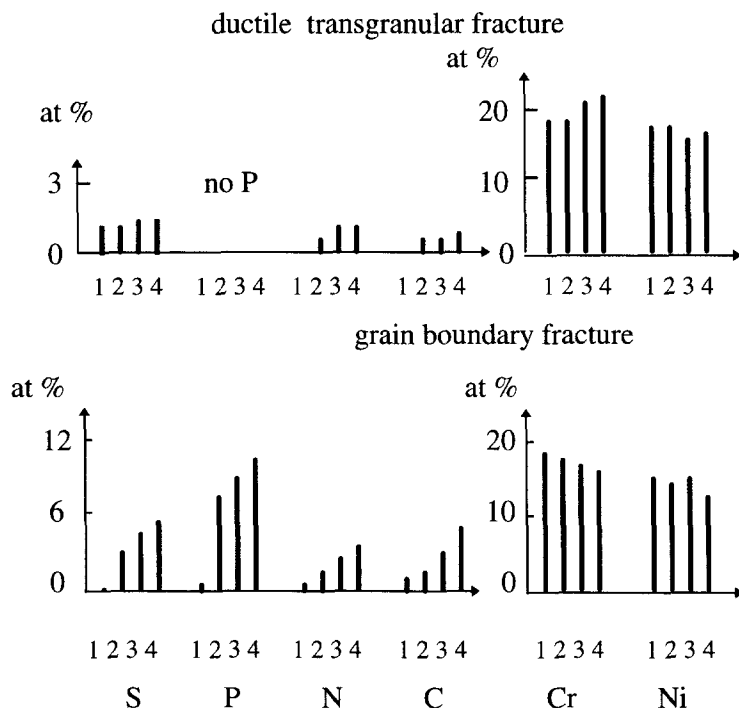 ductile transgranular fracture
at %
at %
20
3
no P
10
0
0
1 2 3 4 1 2 3 4 1 2 3 4 1 2 3 4 1 2 3 4 1 2 3 4
grain boundary fracture
at %
at %
12
20
6
10
0
0
1 2 3 4 1 2 3 4 1 2 3 4 1 2 3 4 1 2 3 4 1 2 3 4
S P N C Cr Ni